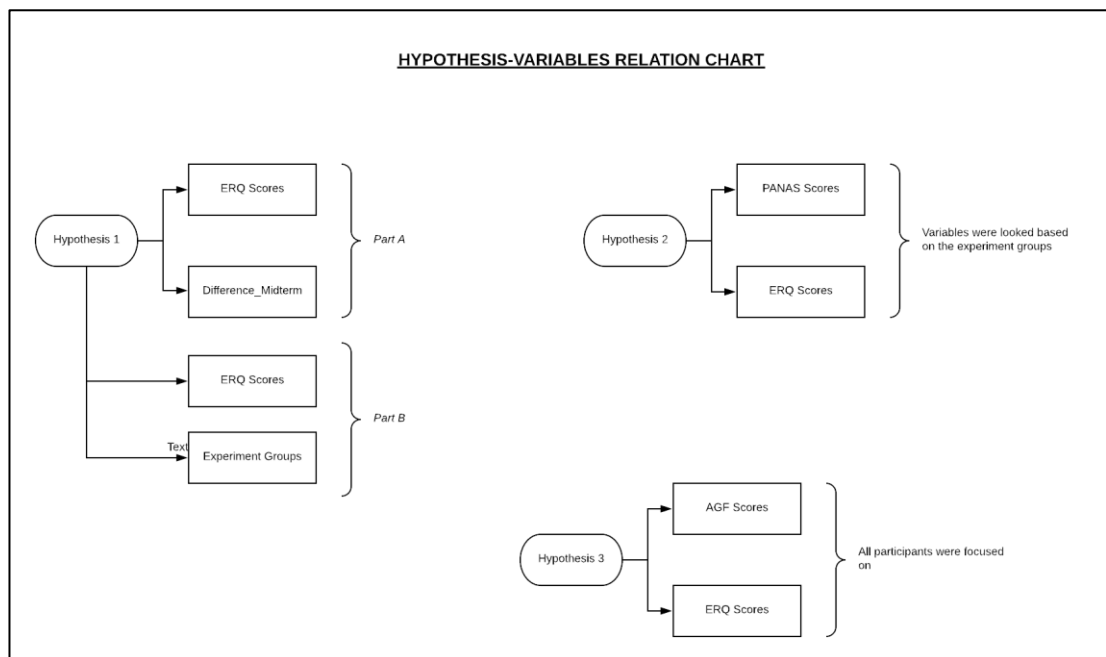 HYPOTHESIS-VARIABLES RELATION CHART
ERQ Scores
Hypothesis 1
Part A
Difference_Midterm
ERQ Scores
Part B
Text
Experiment Groups
PANAS Scores
Hypothesis 2
Variables were looked based
on the experiment groups
ERQ Scores
AGF Scores
Hypothesis 3
All participants were focused
on
ERQ Scores